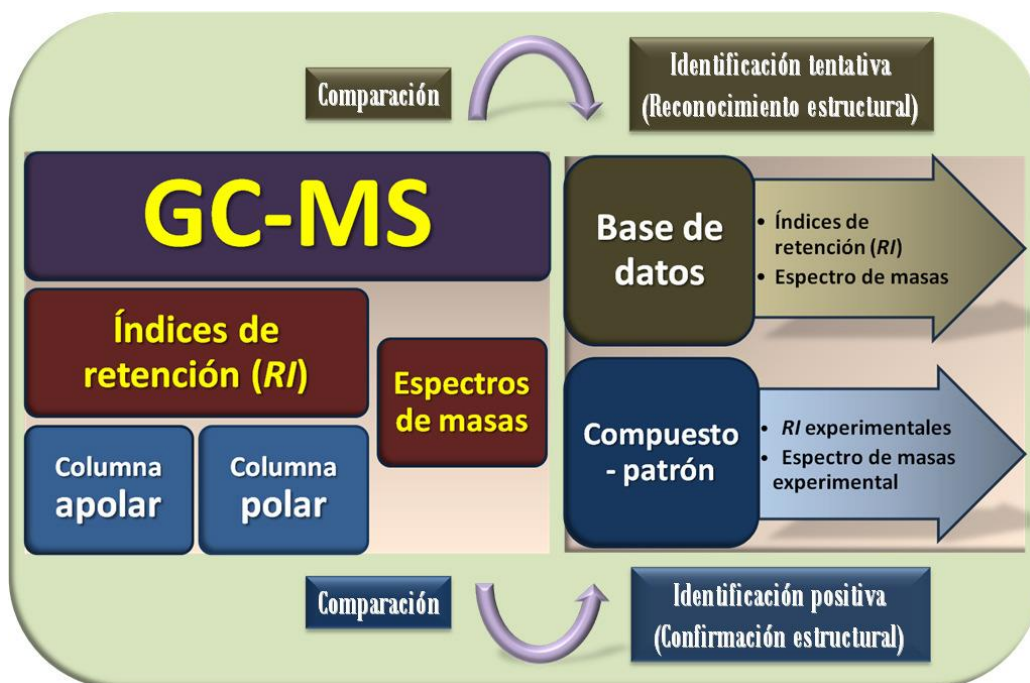 Comparación
Identificación tentativa
(Reconocimiento estructural)
GC-MS
Índices de
retención (RI)
Espectros
de masas
Columna
apolar
Columna
polar
Base de
datos
• Índices de
retención (RI)
• Espectro de masas
Compuesto
- patrón
• RI experimentales
• Espectro de masas
experimental
Comparación
Identificación positiva
(Confirmación estructural)